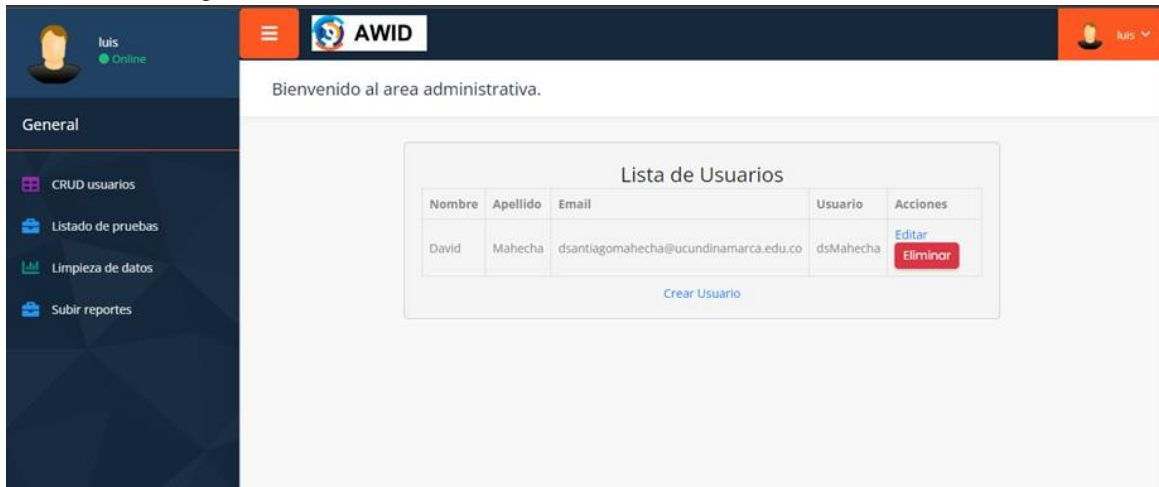 luis
Online
General
CRUD usuarios
Listado de pruebas
Limpieza de datos
Subir reportes
AWID
luis
Bienvenido al area administrativa.
Lista de Usuarios
Nombre Apellido Email Usuario Acciones
David Mahecha dsantiagomahecha@ucundinamarca.edu.co dsMahecha Editar
Eliminar
Crear Usuario